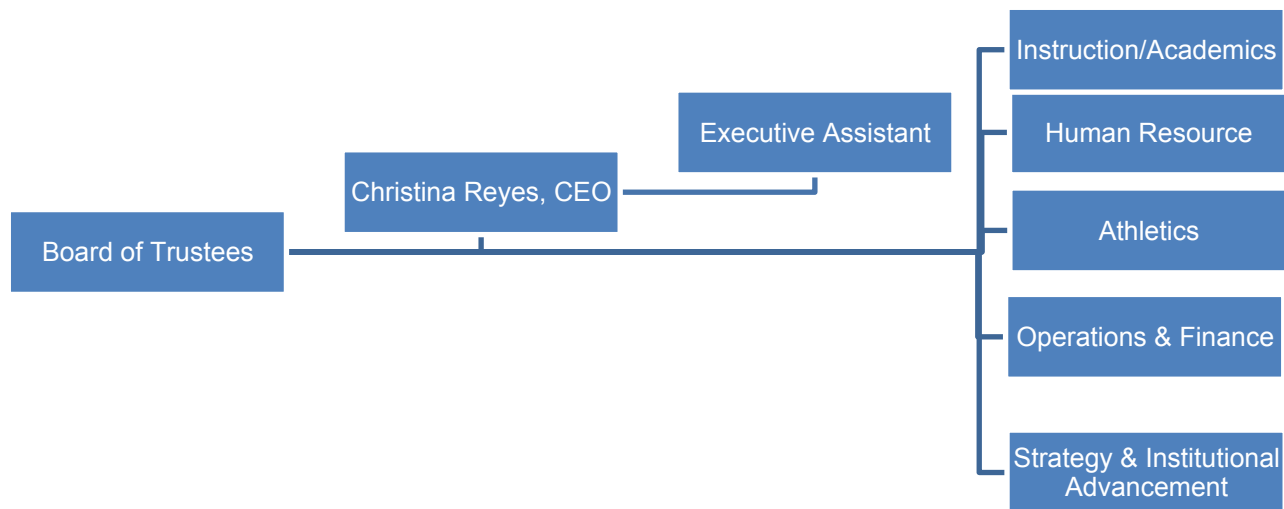 Board of Trustees
Christina Reyes, CEO
Executive Assistant
Instruction/Academics
Human Resource
Athletics
Operations & Finance
Strategy & Institutional
Advancement